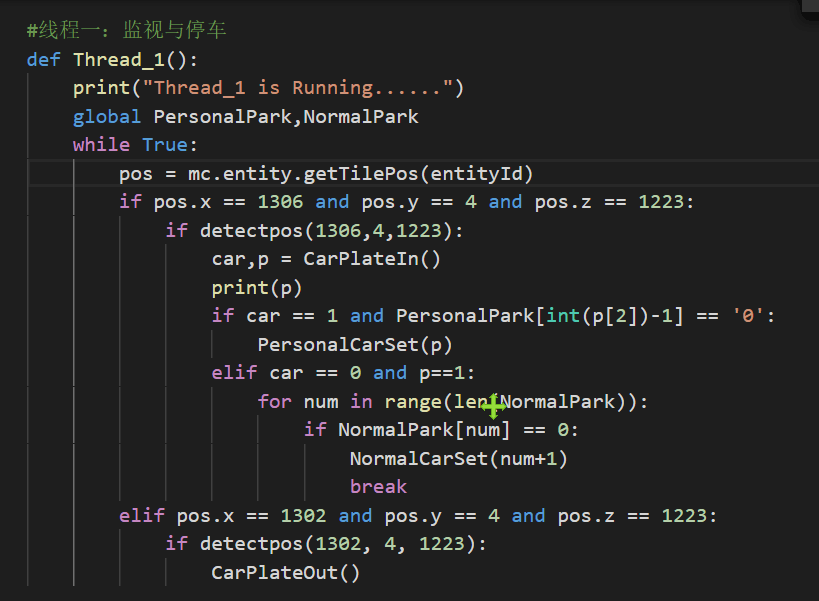 #线程一：监视与停车
def Thread_1():
    print("Thread_1 is Running......")
    global PersonalPark,NormalPark
    while True:
        pos = mc.entity.getTilePos(entityId)
        if pos.x == 1306 and pos.y == 4 and pos.z == 1223:
            if detectpos(1306,4,1223):
                car,p = CarPlateIn()
                print(p)
                if car == 1 and PersonalPark[int(p[2])-1] == '0':
                    PersonalCarSet(p)
                elif car == 0 and p==1:
                    for num in range(len(NormalPark)):
                        if NormalPark[num] == 0:
                            NormalCarSet(num+1)
                            break
        elif pos.x == 1302 and pos.y == 4 and pos.z == 1223:
            if detectpos(1302, 4, 1223):
                CarPlateOut()